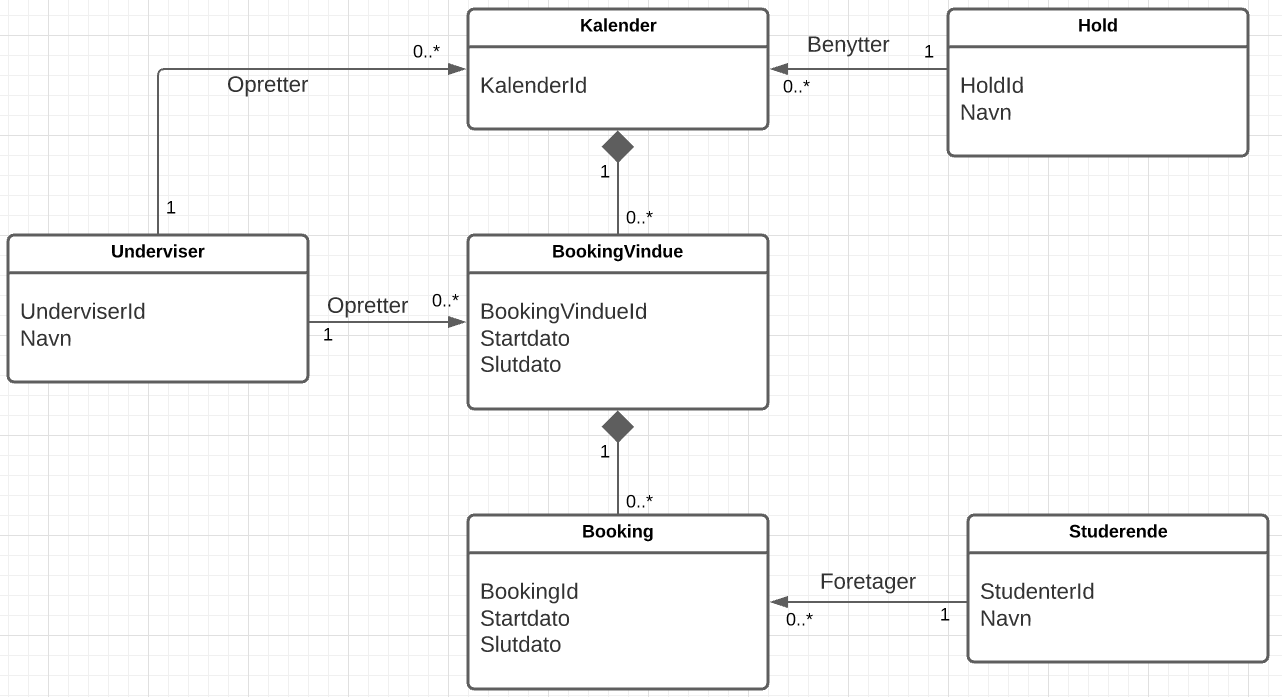 Kalender
KalenderId
Hold
HoldId
Navn
Benytter
1
0..*
Opretter
0..*
1
1
0..*
Underviser
UnderviserId
Navn
Opretter
0..*
1
BookingVindue
BookingVindueId
Startdato
Slutdato
1
0..*
Booking
BookingId
Startdato
Slutdato
Foretager
0..*
1
Studerende
StudenterId
Navn